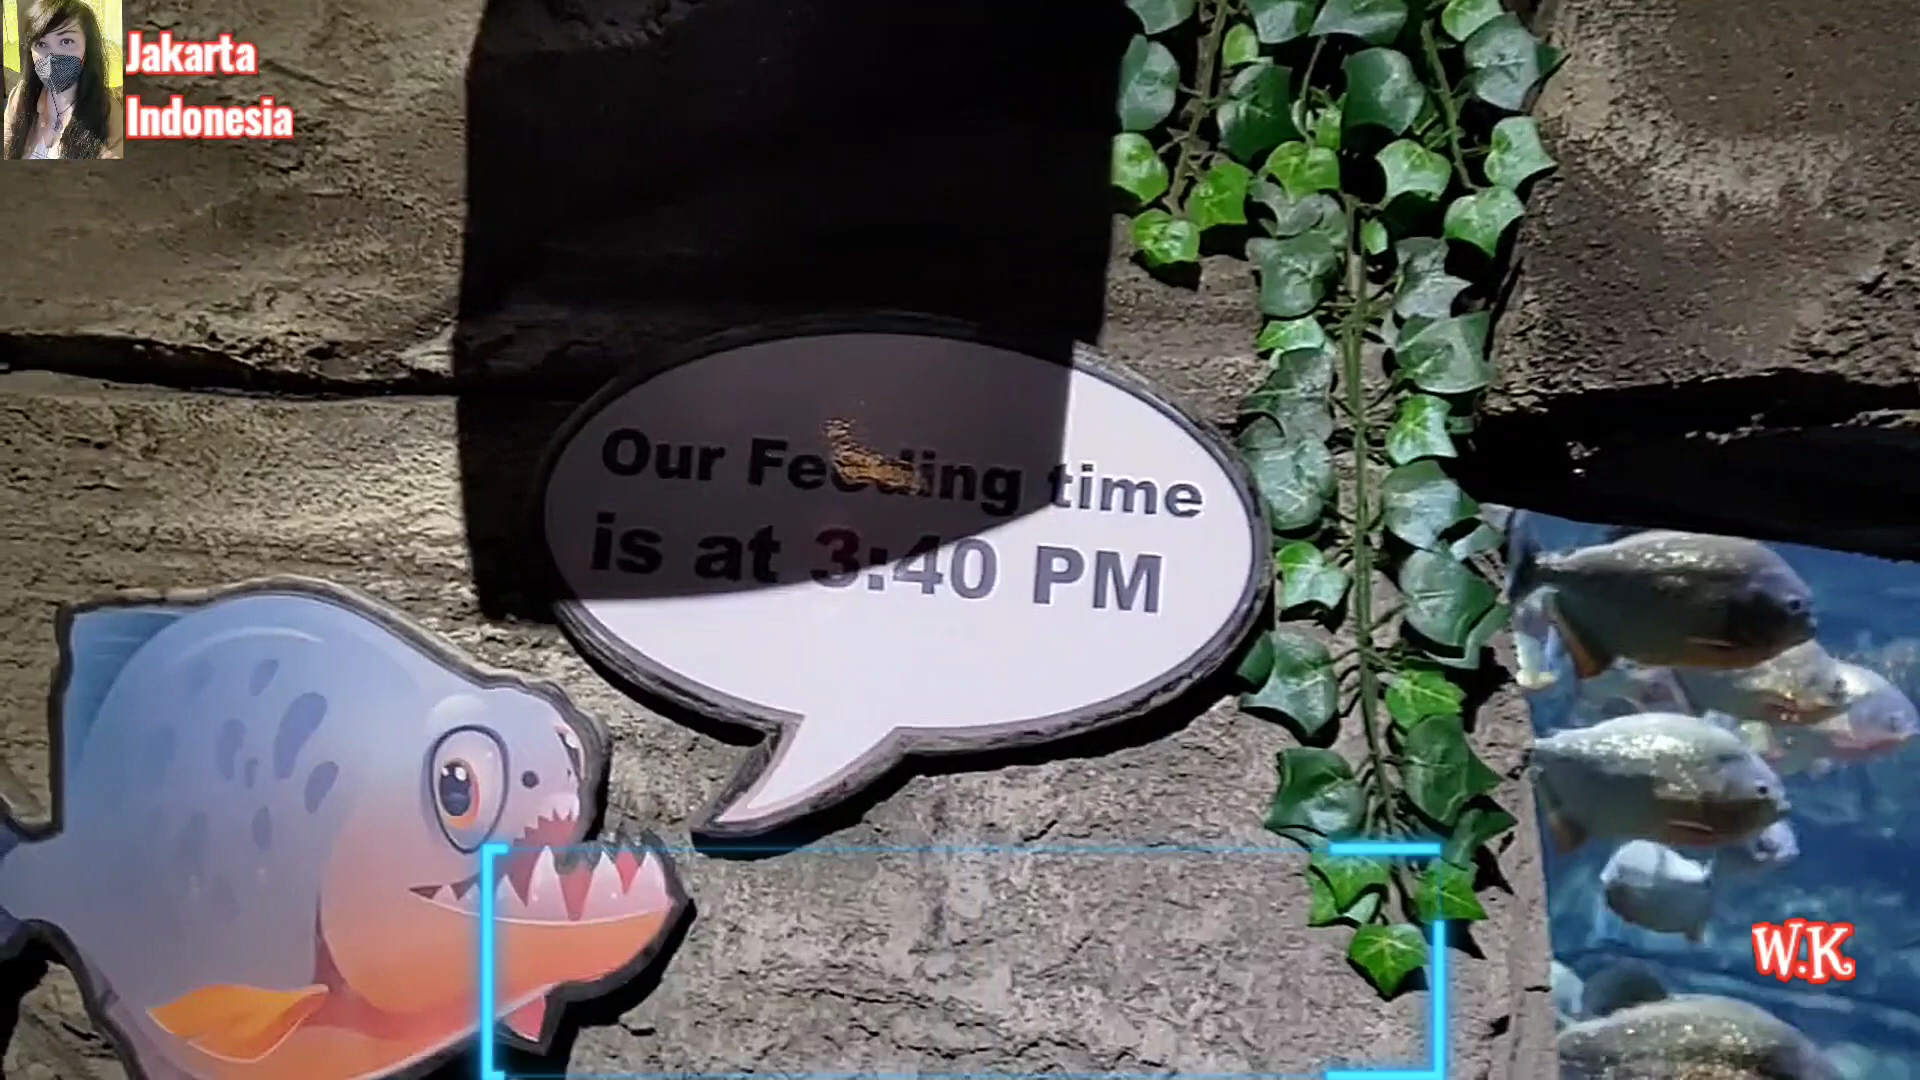 Jakarta
Indonesia
Our Feeding time
is at 3:40 PM
W.K